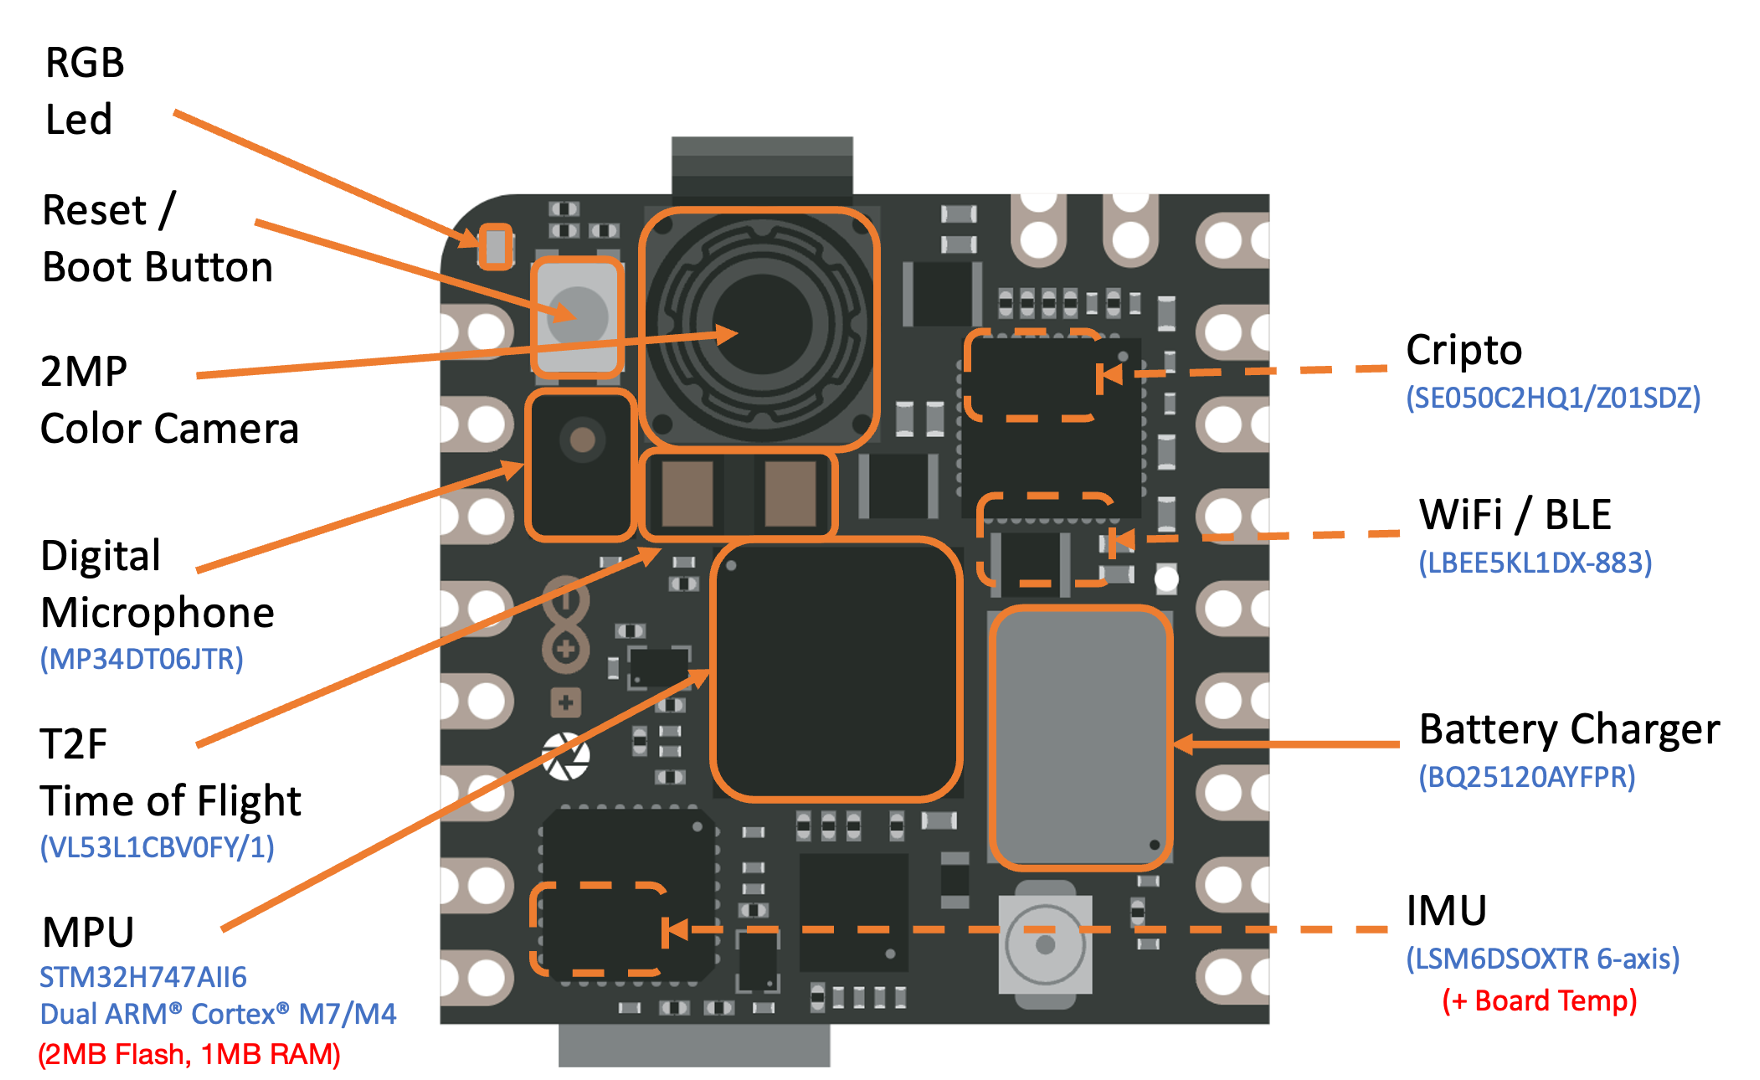 RGB
Led
Reset /
Boot Button
2MP
Color Camera
Digital
Microphone
(MP34DT06JTR)
T2F
Time of Flight
(VL53L1CBV0FY/1)
MPU
STM32H747AII6
Dual ARM® Cortex® M7/M4
(2MB Flash, 1MB RAM)
Cripto
(SE050C2HQ1/Z01SDZ)
WiFi / BLE
(LBEE5KL1DX-883)
Battery Charger
(BQ25120AYFPR)
IMU
(LSM6DSOXTR 6-axis)
(+ Board Temp)